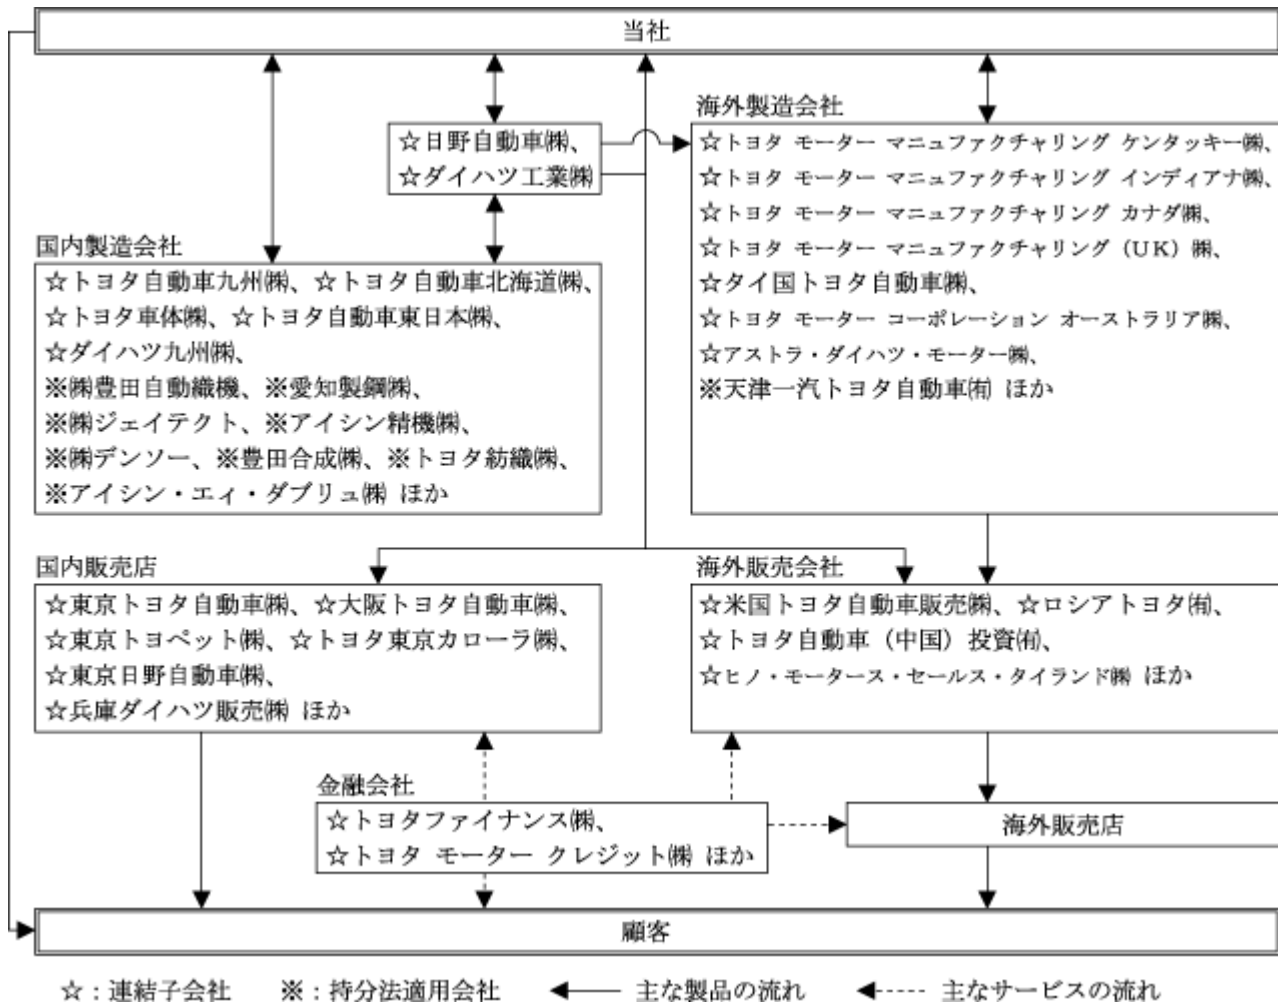 当社
☆日野自動車㈱、
☆ダイハツ工業㈱
海外製造会社
☆トヨタ モーター マニュファクチャリング ケンタッキー㈱、
☆トヨタ モーター マニュファクチャリング インディアナ㈱、
☆トヨタ モーター マニュファクチャリング カナダ㈱、
☆トヨタ モーター マニュファクチャリング（UK）㈱、
☆タイ国トヨタ自動車㈱、
☆トヨタ モーター コーポレーション オーストラリア㈱、
☆アストラ・ダイハツ・モーター㈱、
※天津一汽トヨタ自動車㈲ ほか
国内製造会社
☆トヨタ自動車九州㈱、☆トヨタ自動車北海道㈱、
☆トヨタ車体㈱、☆トヨタ自動車東日本㈱、
☆ダイハツ九州㈱、
※㈱豊田自動織機、※愛知製鋼㈱、
※㈱ジェイテクト、※アイシン精機㈱、
※㈱デンソー、※豊田合成㈱、※トヨタ紡織㈱、
※アイシン・エィ・ダブリュ㈱ ほか
国内販売店
☆東京トヨタ自動車㈱、☆大阪トヨタ自動車㈱、
☆東京トヨペット㈱、☆トヨタ東京カローラ㈱、
☆東京日野自動車㈱、
☆兵庫ダイハツ販売㈱ ほか
海外販売会社
☆米国トヨタ自動車販売㈱、☆ロシアトヨタ㈲、
☆トヨタ自動車（中国）投資㈲、
☆ヒノ・モータース・セールス・タイランド㈱ ほか
金融会社
☆トヨタファイナンス㈱、
☆トヨタ モーター クレジット㈱ ほか
海外販売店
顧客
☆：連結子会社 ※：持分法適用会社 主な製品の流れ 主なサービスの流れ